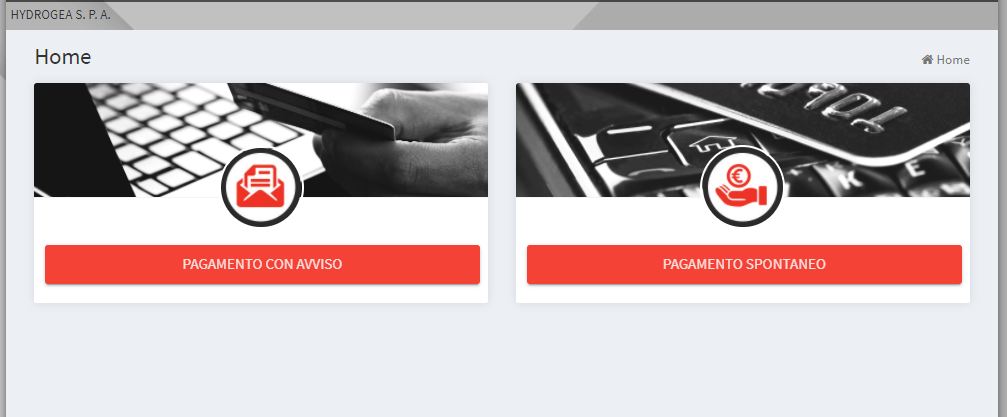 HYDROGEA S. P. A.
Home
Home
PAGAMENTO CON AVVISO
PAGAMENTO SPONTANEO